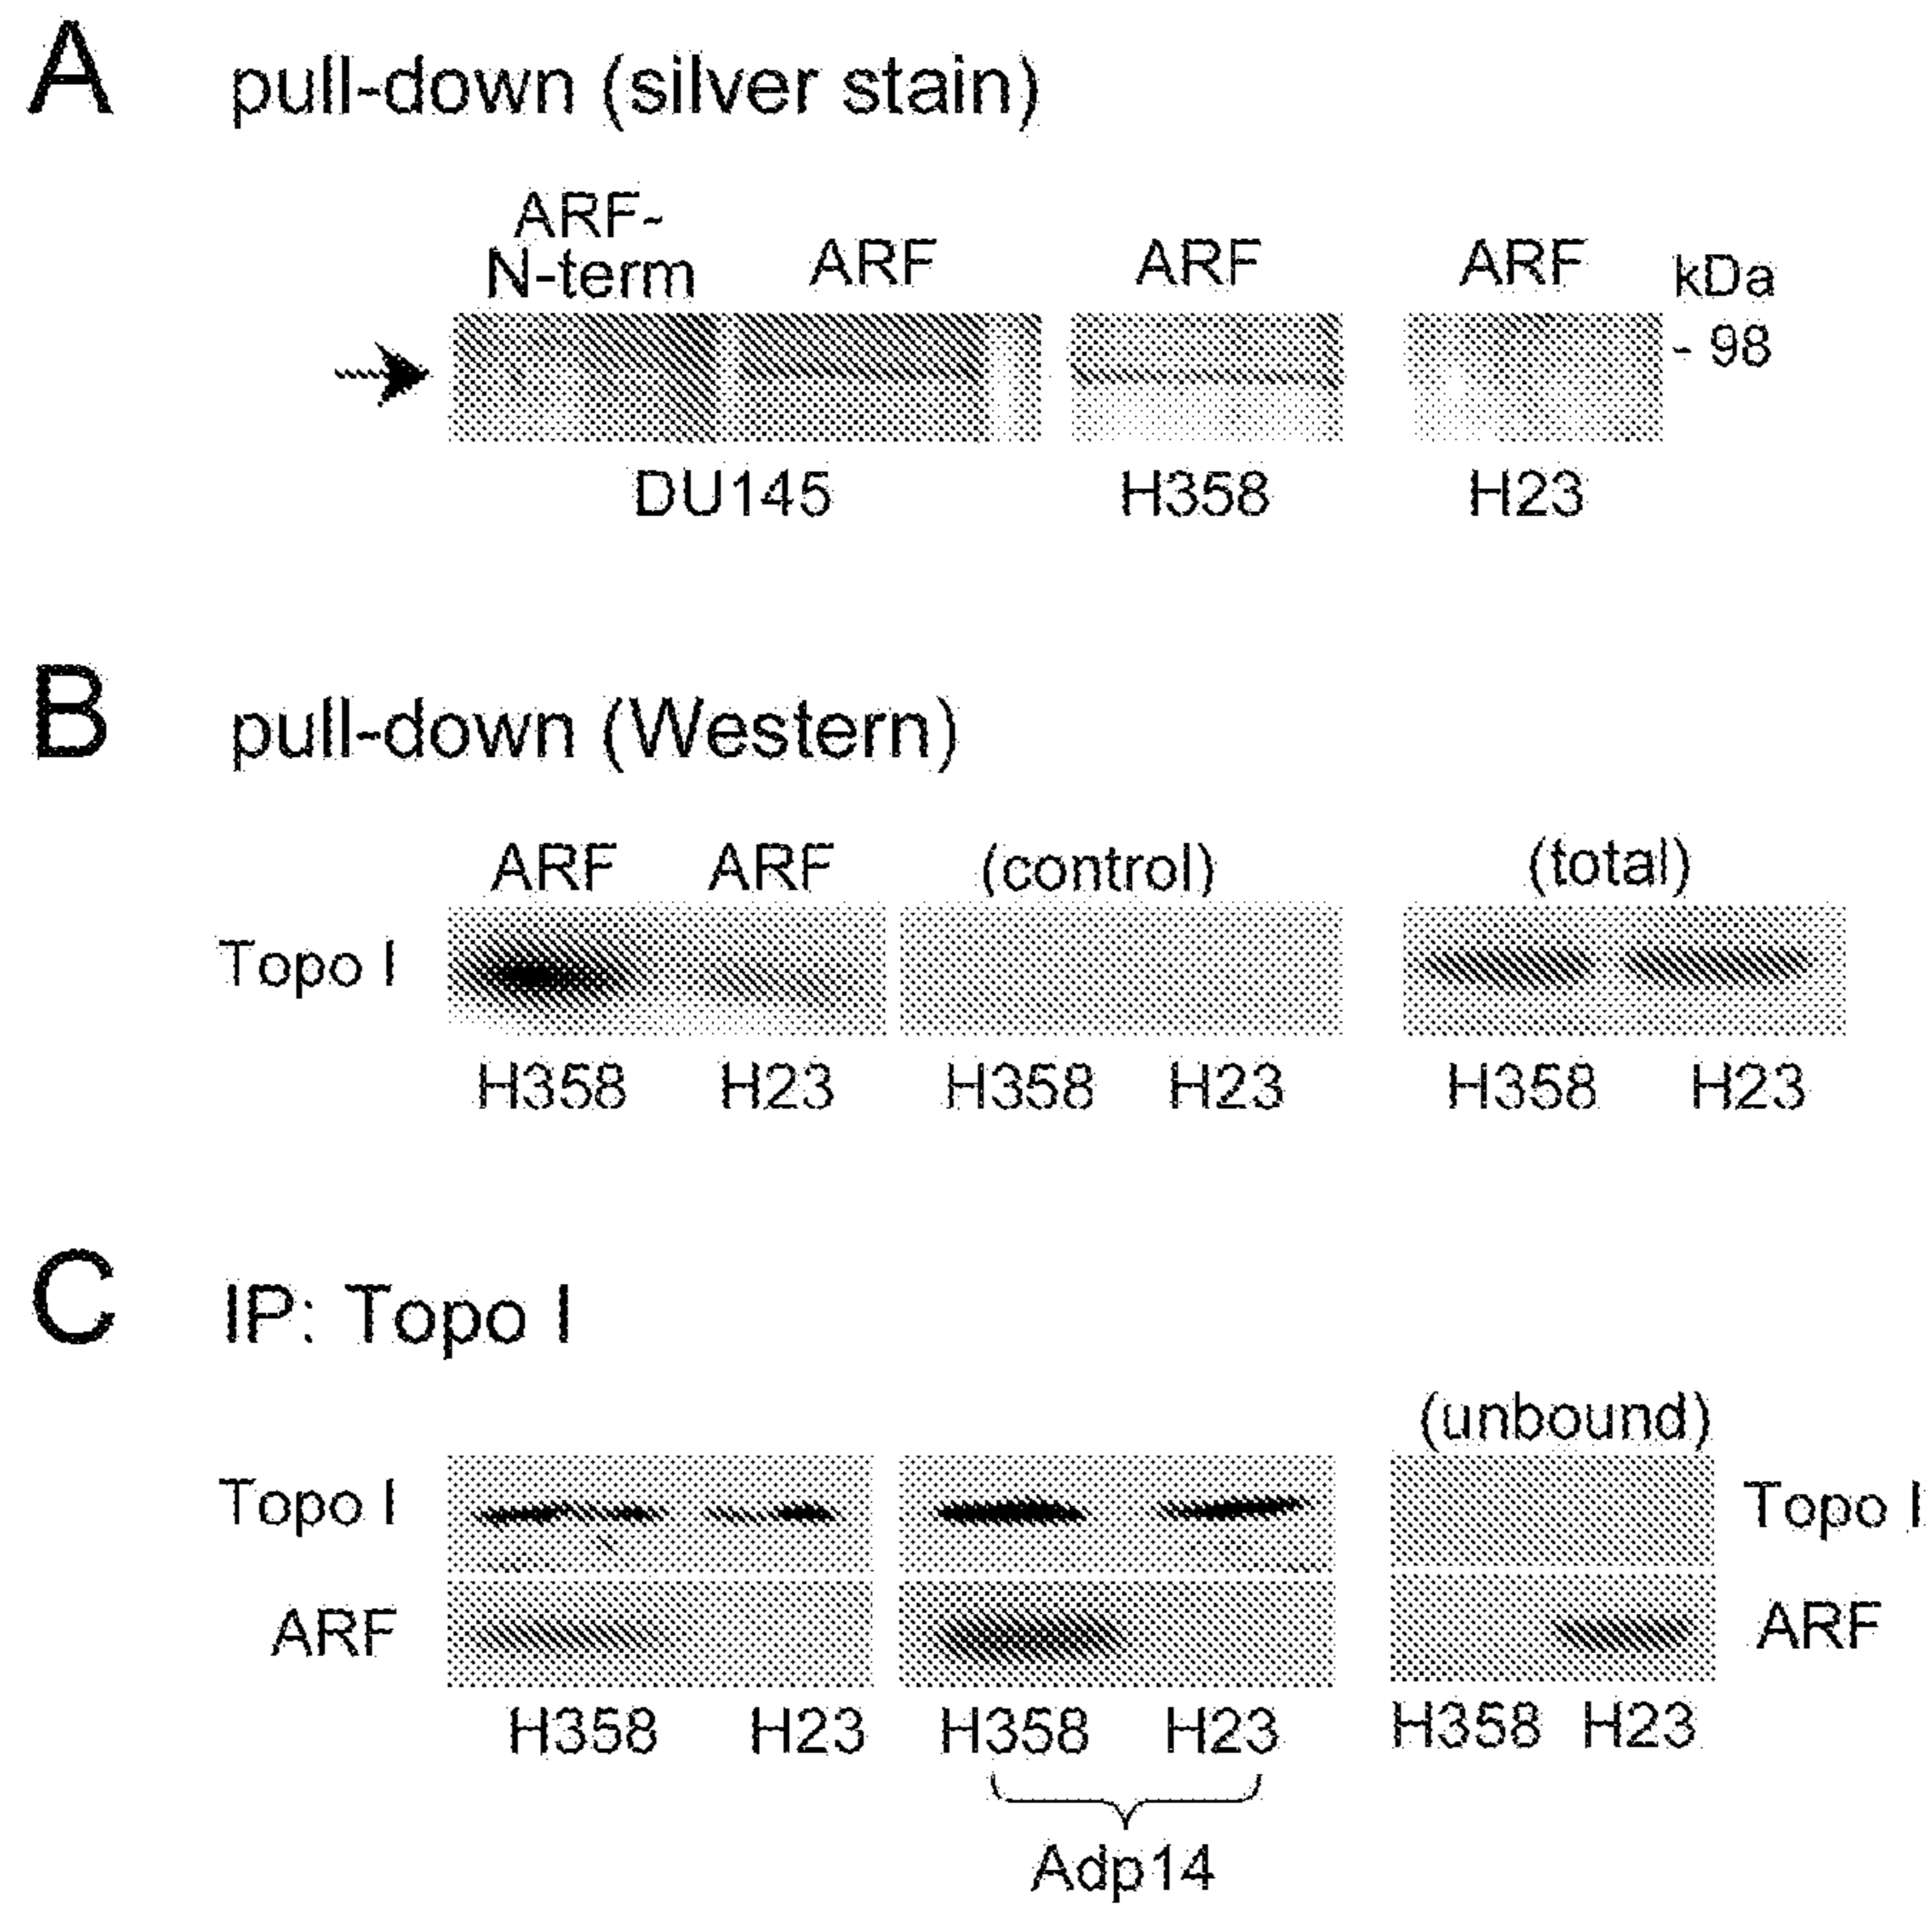 A pull-down (silver stain)
ARF-
N-term ARF ARF ARF kDa
- 98
DU145 H358 H23
B pull-down (Western)
ARF ARF (control) (total)
Topo I
H358 H23 H358 H23 H358 H23
C IP: Topo I
(unbound)
Topo I Topo I
ARF ARF
H358 H23 H358 H23 H358 H23
Adp14